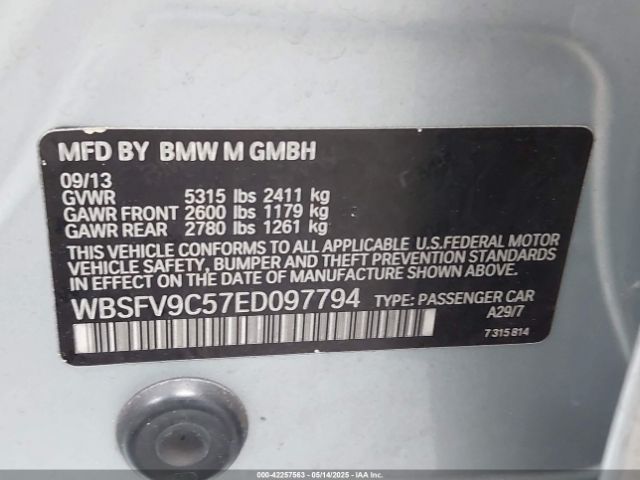 MFD BY BMW M GMBH
09/13
GVWR 5315 lbs 2411 kg
GAWR FRONT 2600 lbs 1179 kg
GAWR REAR 2780 lbs 1261 kg
THIS VEHICLE CONFORMS TO ALL APPLICABLE U.S.FEDERAL MOTOR
VEHICLE SAFETY, BUMPER AND THEFT PREVENTION STANDARDS
IN EFFECT ON THE DATE OF MANUFACTURE SHOWN ABOVE.
WBSFV9C57ED097794 TYPE: PASSENGER CAR
A29/7
7 315 814
000-42257563 - 05/14/2025 - IAAI.COM